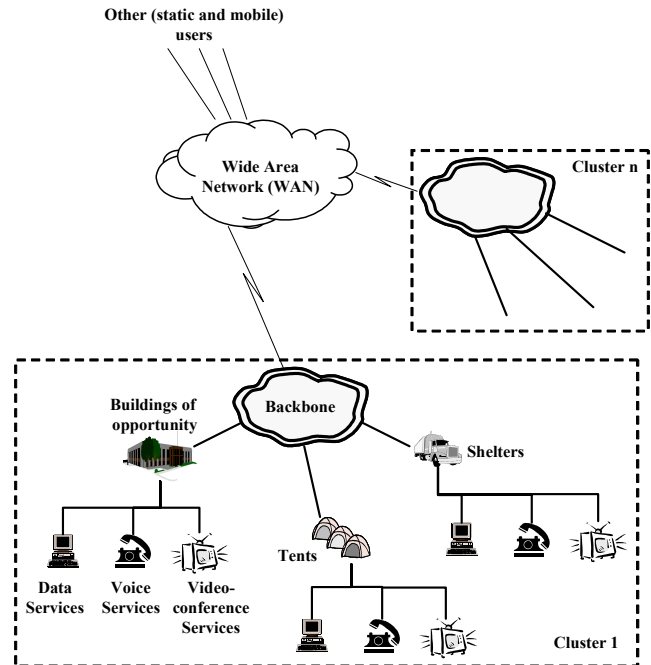 Other (static and mobile)
users
Wide Area
Network (WAN)
Cluster n
Backbone
Buildings of
opportunity
Shelters
Tents
Data
Services
Voice
Services
Video-
conference
Services
Cluster 1